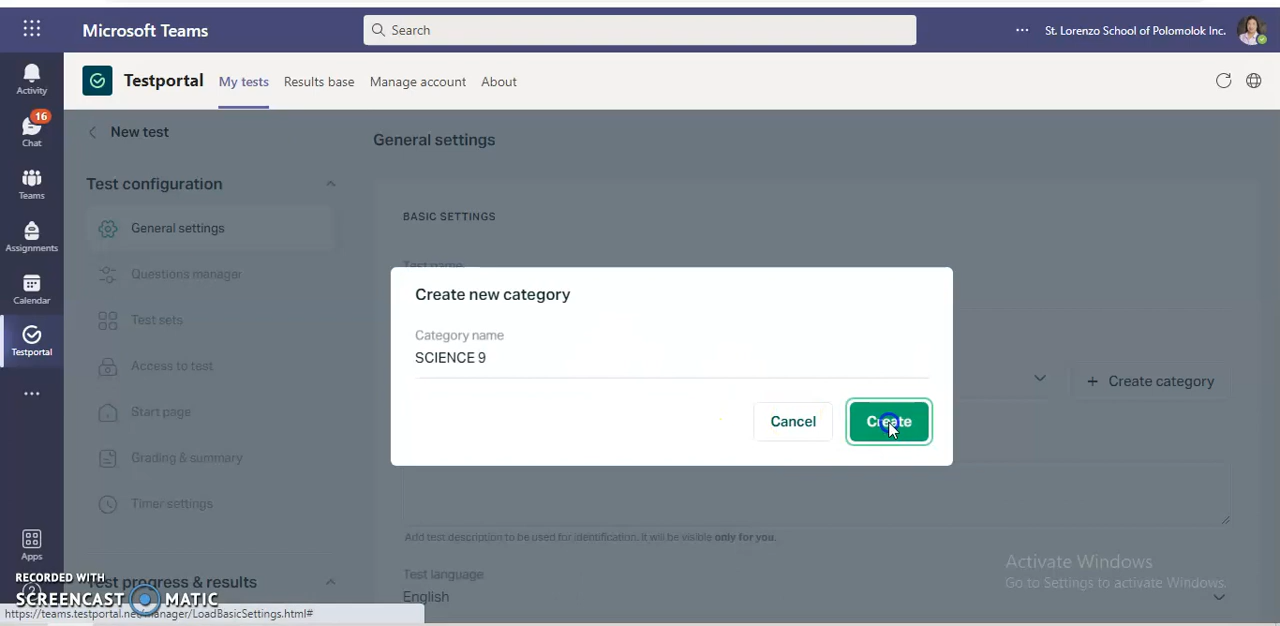 Microsoft Teams
Search
St. Lorenzo School of Polomolok Inc.
Activity
16
Chat
Teams
Assignments
Calendar
Testportal
Apps
Testportal
My tests
Results base
Manage account
About
New test
Test configuration
General settings
Questions manager
Test sets
Access to test
Start page
Grading & summary
Timer settings
Test progress & results
General settings
BASIC SETTINGS
Test name
Create new category
Category name
SCIENCE 9
Cancel
Create
+ Create category
Add test description to be used for identification. It will be visible only for you.
Test language
English
Activate Windows
Go to Settings to activate Windows.
RECORDED WITH
SCREENCAST MATIC
https://teams.testportal.net/manager/LoadBasicSettings.html#